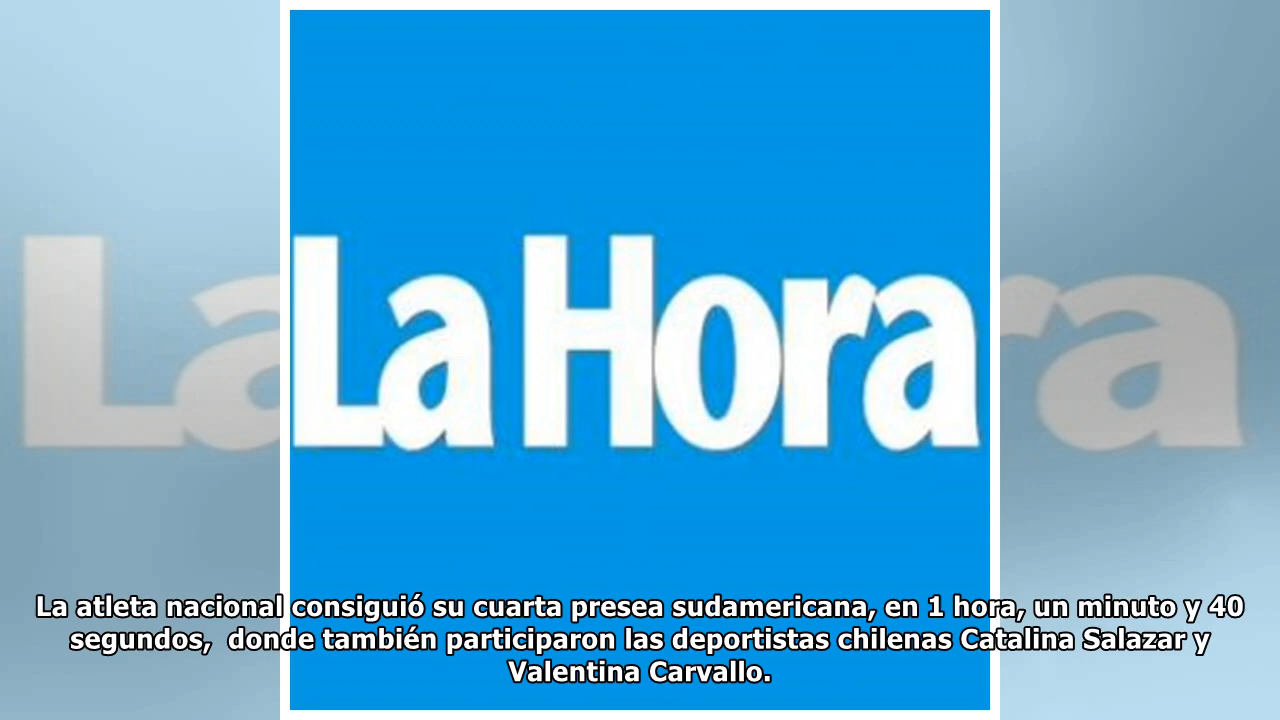 La Hora
La atleta nacional consiguió su cuarta presea sudamericana, en 1 hora, un minuto y 40
segundos,  donde también participaron las deportistas chilenas Catalina Salazar y
Valentina Carvallo.